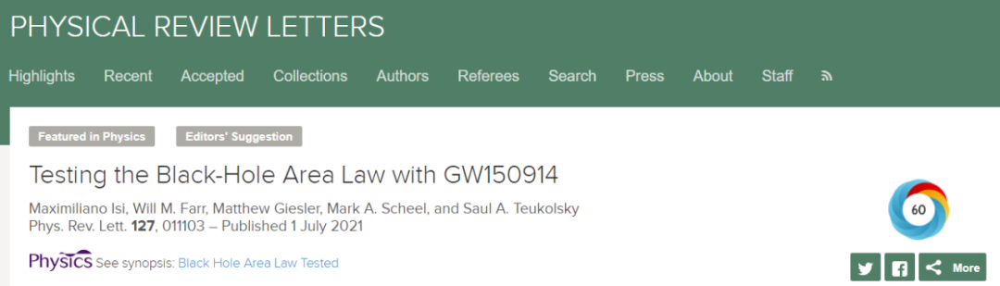 PHYSICAL REVIEW LETTERS
Highlights Recent Accepted Collections Authors Referees Search Press About Staff
Featured in Physics Editors' Suggestion
Testing the Black-Hole Area Law with GW150914
Maximiliano Isi, Will M. Farr, Matthew Giesler, Mark A. Scheel, and Saul A. Teukolsky
Phys. Rev. Lett. 127, 011103 – Published 1 July 2021
60
Physics See synopsis: Black Hole Area Law Tested
More